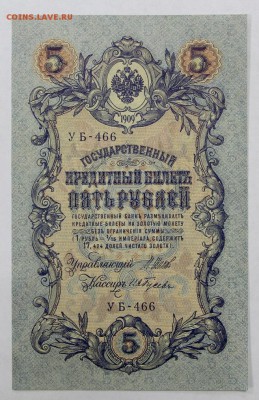 COINS.LAVE.RU
5 5
1909
УБ-466
ГОСУДАРСТВЕННЫЙ
КРЕДИТНЫЙ БИЛЕТЪ
ПЯТЬ РУБЛЕЙ
ГОСУДАРСТВЕННЫЙ БАНКЪ РАЗМѢНИВАЕТЪ
КРЕДИТНЫЕ БИЛЕТЫ НА ЗОЛОТУЮ МОНЕТУ
БЕЗЪ ОГРАНИЧЕНІЯ СУММЫ
(1 РУБЛЬ = 1/15 ИМПЕРІАЛА, СОДЕРЖИТЪ
17,424 ДОЛЕЙ ЧИСТАГО ЗОЛОТА)
Управляющій
Кассиръ
УБ-466
5